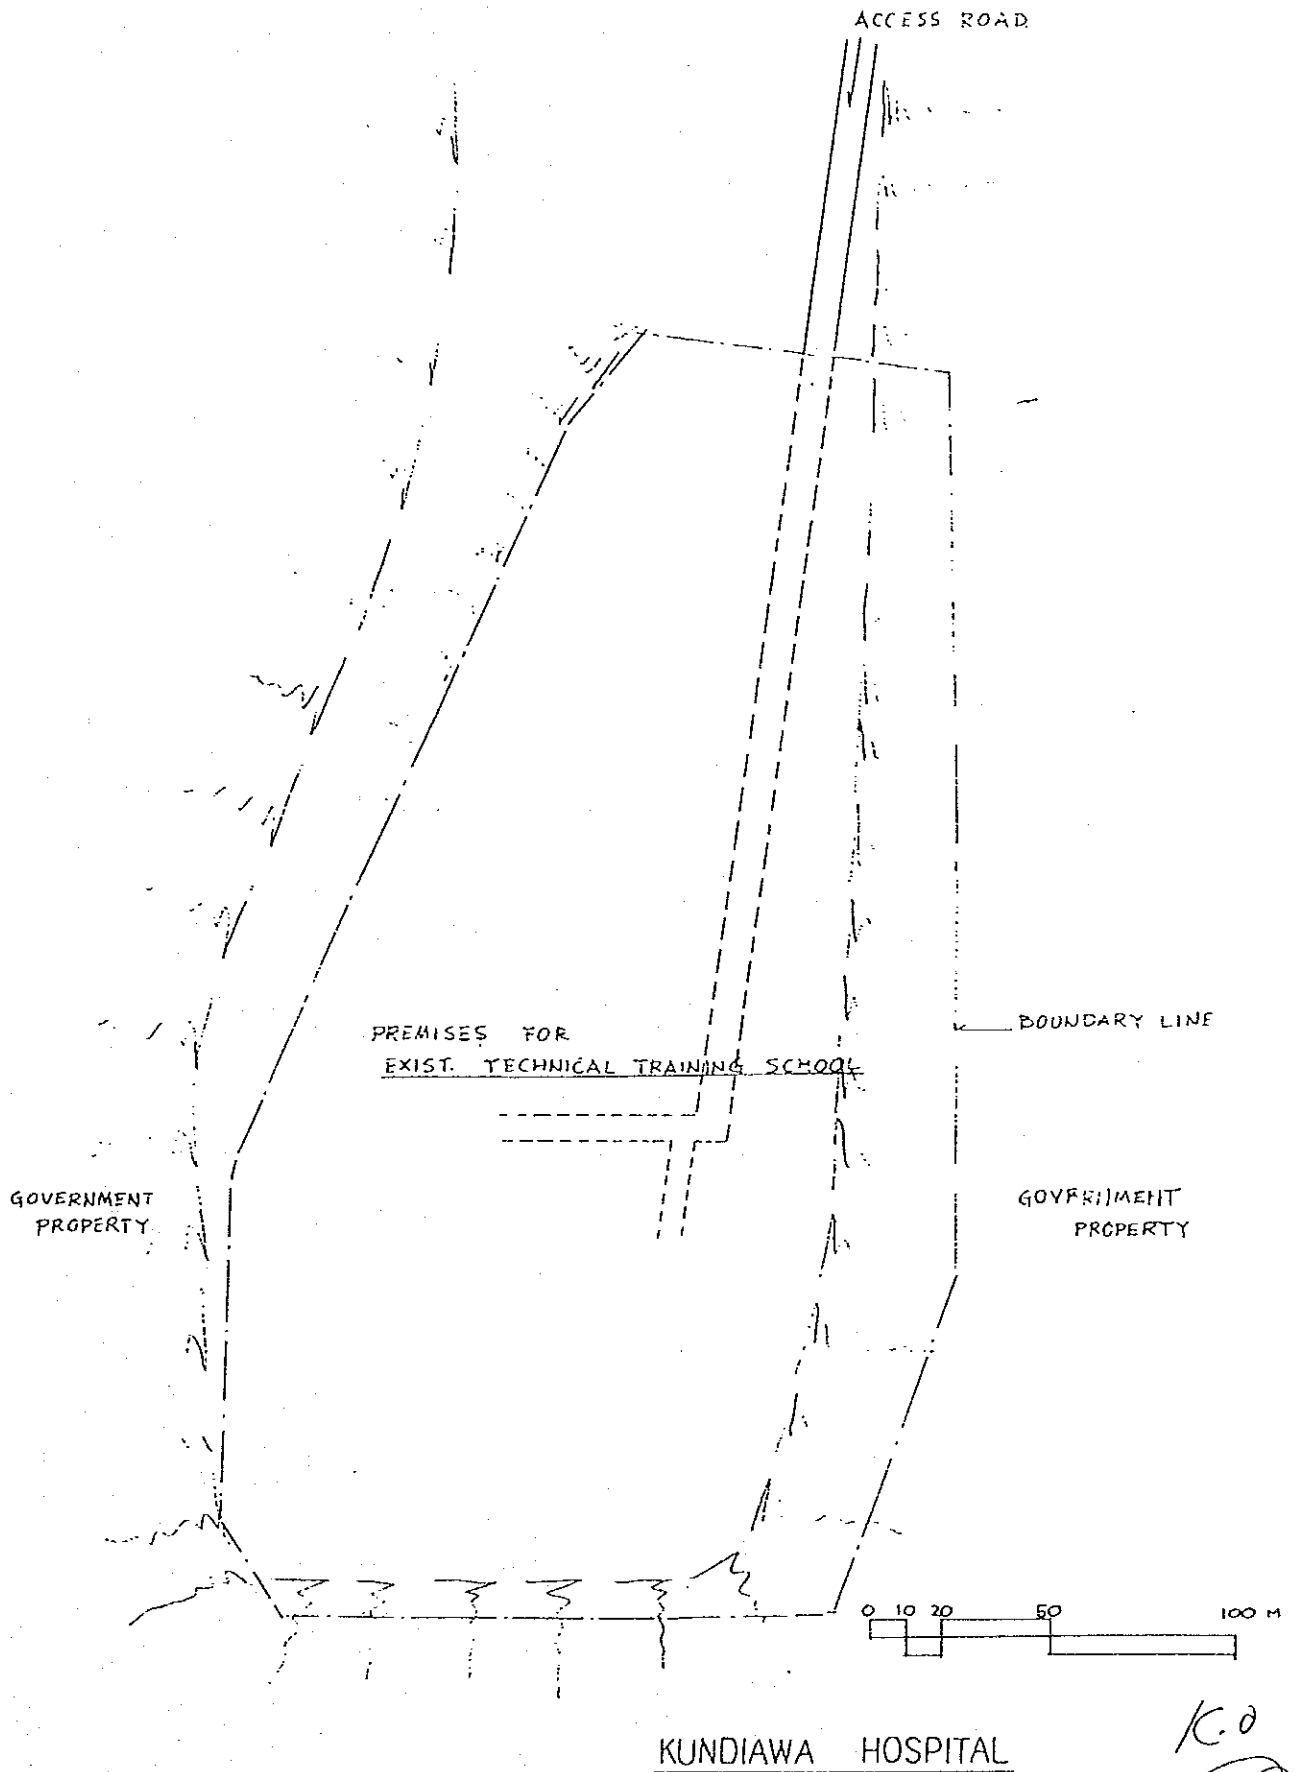 ACCESS ROAD
PREMISES FOR
EXIST. TECHNICAL TRAINING SCHOOL
BOUNDARY LINE
GOVERNMENT
PROPERTY
GOVERNMENT
PROPERTY
0 10 20 50 100 M
K.O
KUNDIAWA HOSPITAL